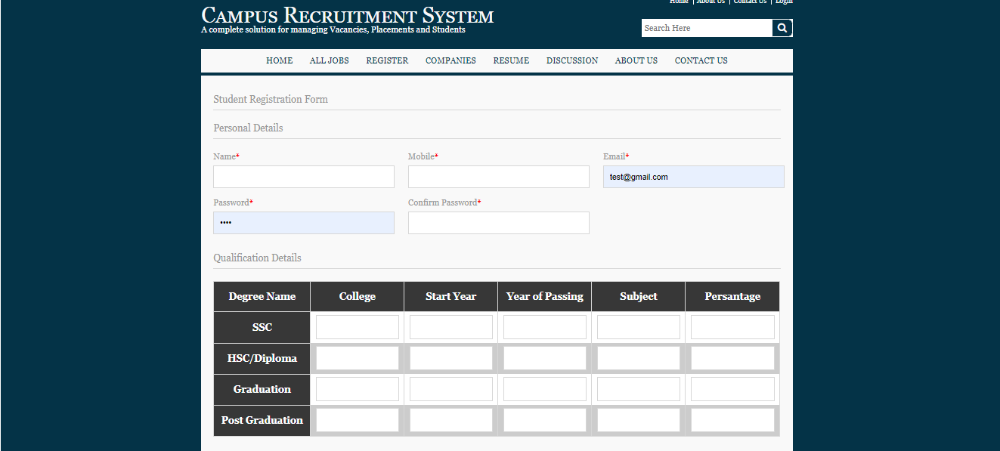 Home | About Us | Contact Us | Login
CAMPUS RECRUITMENT SYSTEM
A complete solution for managing Vacancies, Placements and Students
Search Here
HOME ALL JOBS REGISTER COMPANIES RESUME DISCUSSION ABOUT US CONTACT US
Student Registration Form
Personal Details
Name* Mobile* Email*
test@gmail.com
Password* Confirm Password*
••••
Qualification Details
Degree Name College Start Year Year of Passing Subject Persantage
SSC
HSC/Diploma
Graduation
Post Graduation